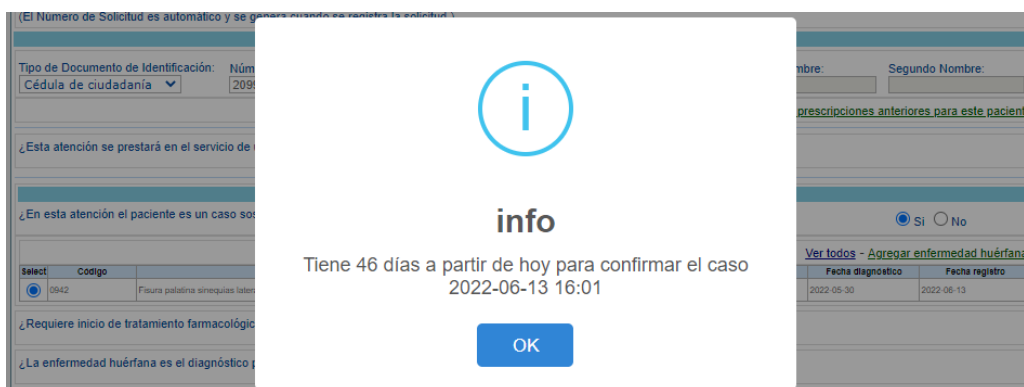 (El Número de Solicitud es automático y se genera cuando se registra la solicitud.)
Tipo de Documento de Identificación: Núm
mbre: Segundo Nombre:
Cédula de ciudadanía 2099
prescripciones anteriores para este pacient
¿Esta atención se prestará en el servicio de
¿En esta atención el paciente es un caso sos
Si No
Ver todos - Agregar enfermedad huérfana
Select Codigo
Fecha diagnostico Fecha registro
0942 Fisura palatina sinequias latera
2022-05-30 2022-06-13
¿Requiere inicio de tratamiento farmacológic
¿La enfermedad huérfana es el diagnóstico p
i
info
Tiene 46 días a partir de hoy para confirmar el caso
2022-06-13 16:01
OK